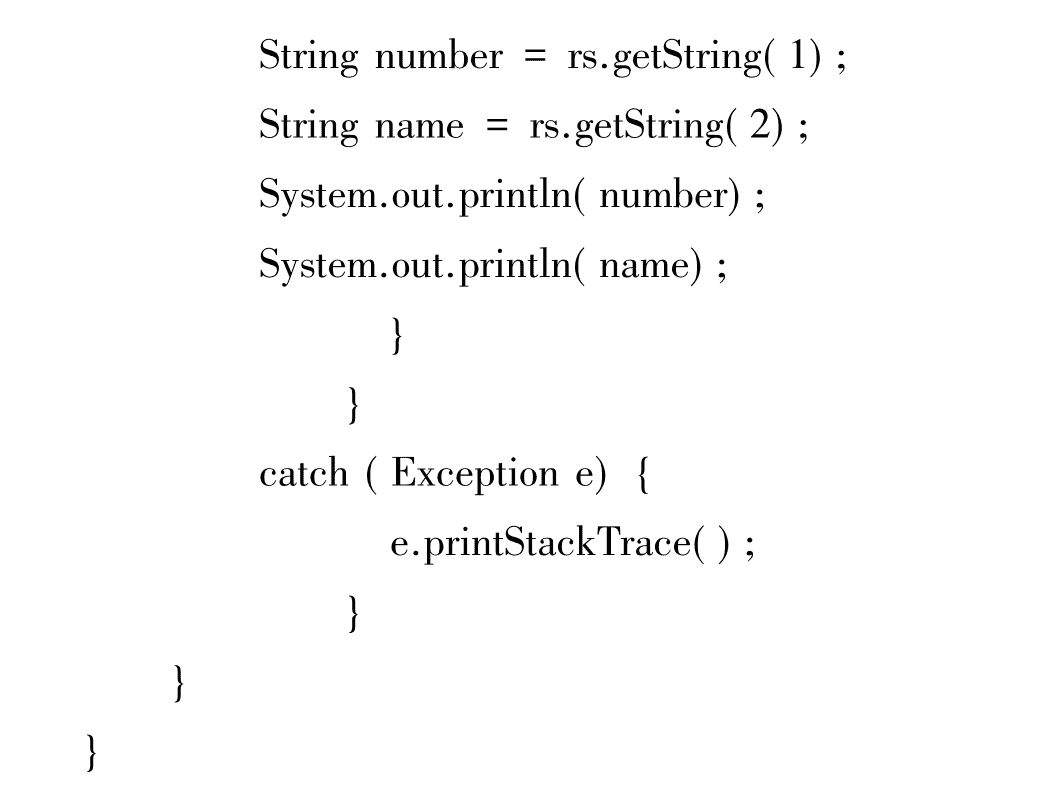 String number = rs.getString( 1) ;
String name = rs.getString( 2) ;
System.out.println( number) ;
System.out.println( name) ;
}
}
catch ( Exception e) {
e.printStackTrace( ) ;
}
}
}